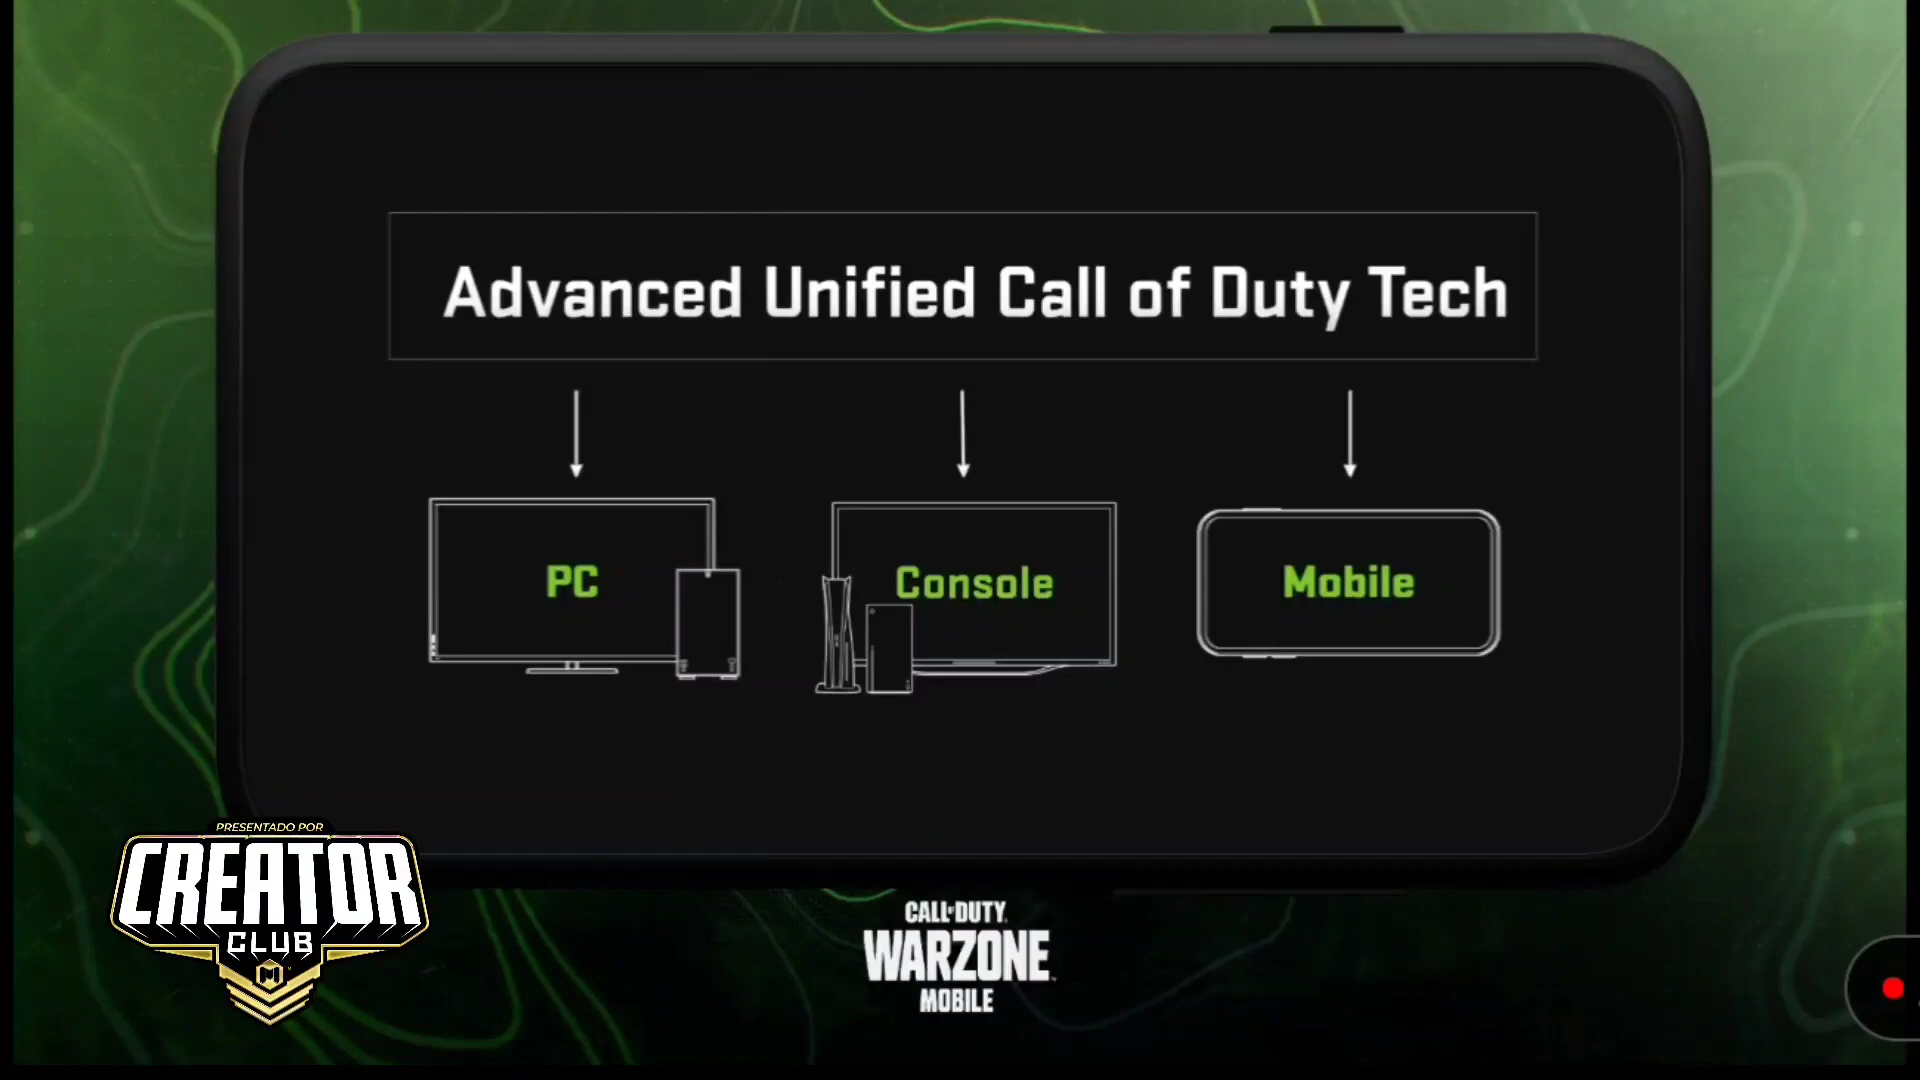 Advanced Unified Call of Duty Tech
PC
Console
Mobile
PRESENTADO POR
CREATOR
CLUB
CALL OF DUTY
WARZONE
MOBILE